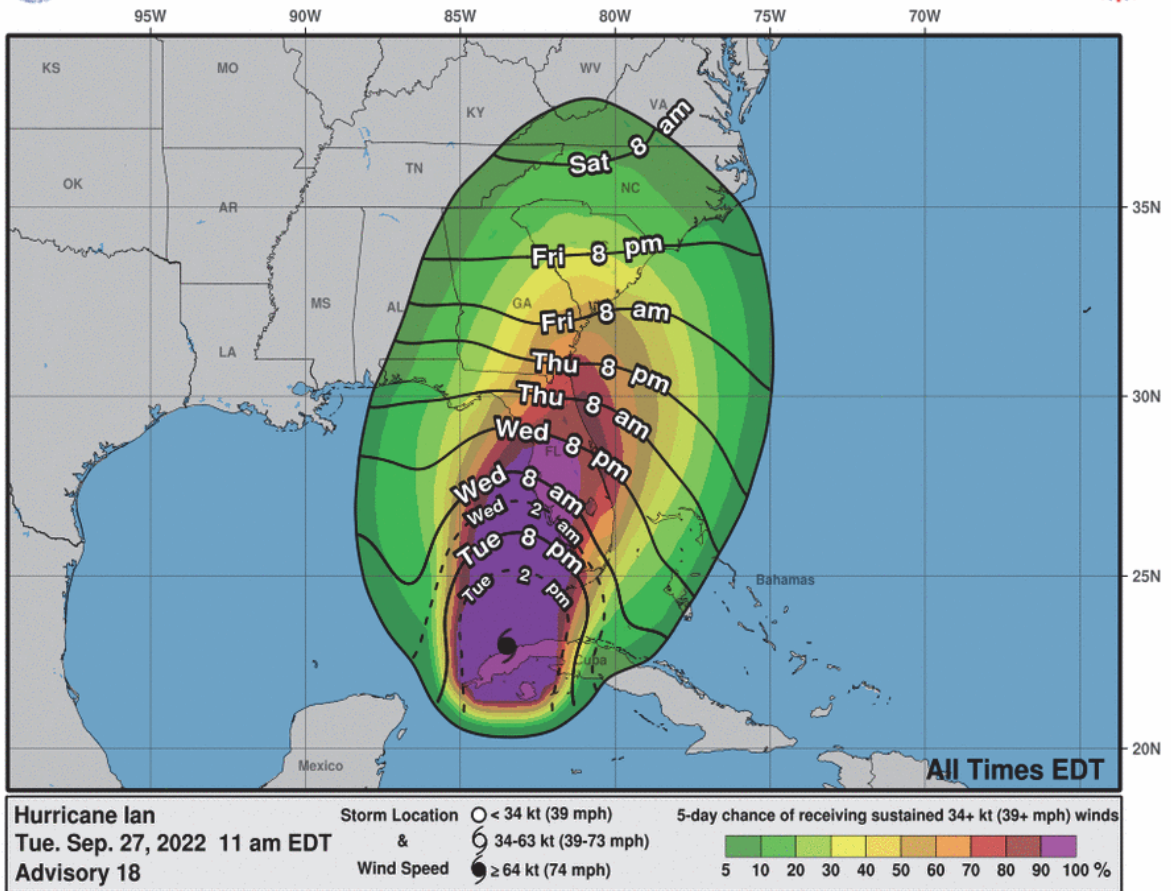 95W 90W 85W 80W 75W 70W
KS MO WV
KY VA
Sat 8 am
TN
OK NC
AR 35N
Fri 8 pm
MS AL GA
Fri 8 am
LA
Thu 8 pm
30N
Thu 8 am
Wed 8 pm
FL
Wed 8 am
Wed 2 am
Tue 8 pm
25N
Tue 2 pm
Bahamas
Cuba
20N
Mexico
All Times EDT
Hurricane Ian
Tue. Sep. 27, 2022 11 am EDT
Advisory 18
Storm Location
&
Wind Speed
< 34 kt (39 mph)
34-63 kt (39-73 mph)
≥ 64 kt (74 mph)
5-day chance of receiving sustained 34+ kt (39+ mph) winds
5 10 20 30 40 50 60 70 80 90 100 %